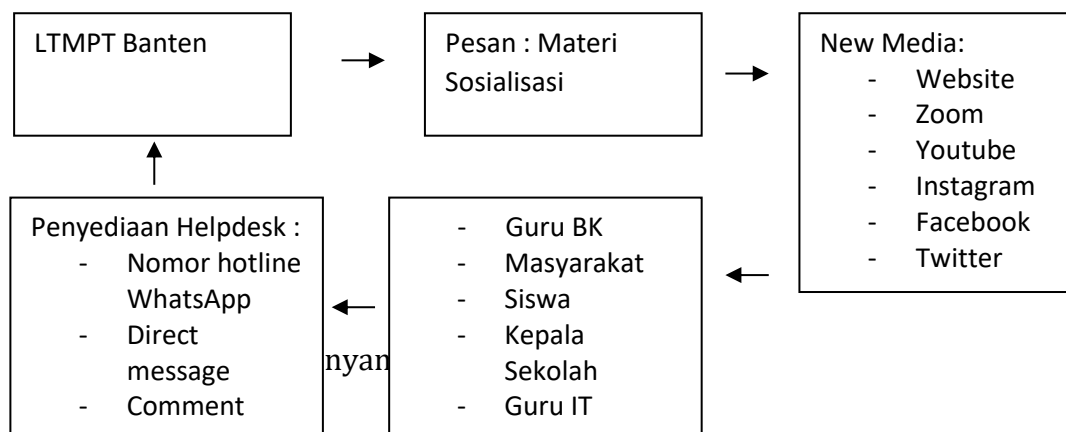 LTMPT Banten
Pesan : Materi
Sosialisasi
New Media:
- Website
- Zoom
- Youtube
- Instagram
- Facebook
- Twitter
- Guru BK
- Masyarakat
- Siswa
- Kepala
Sekolah
- Guru IT
Penyediaan Helpdesk :
- Nomor hotline
WhatsApp
- Direct
message
- Comment